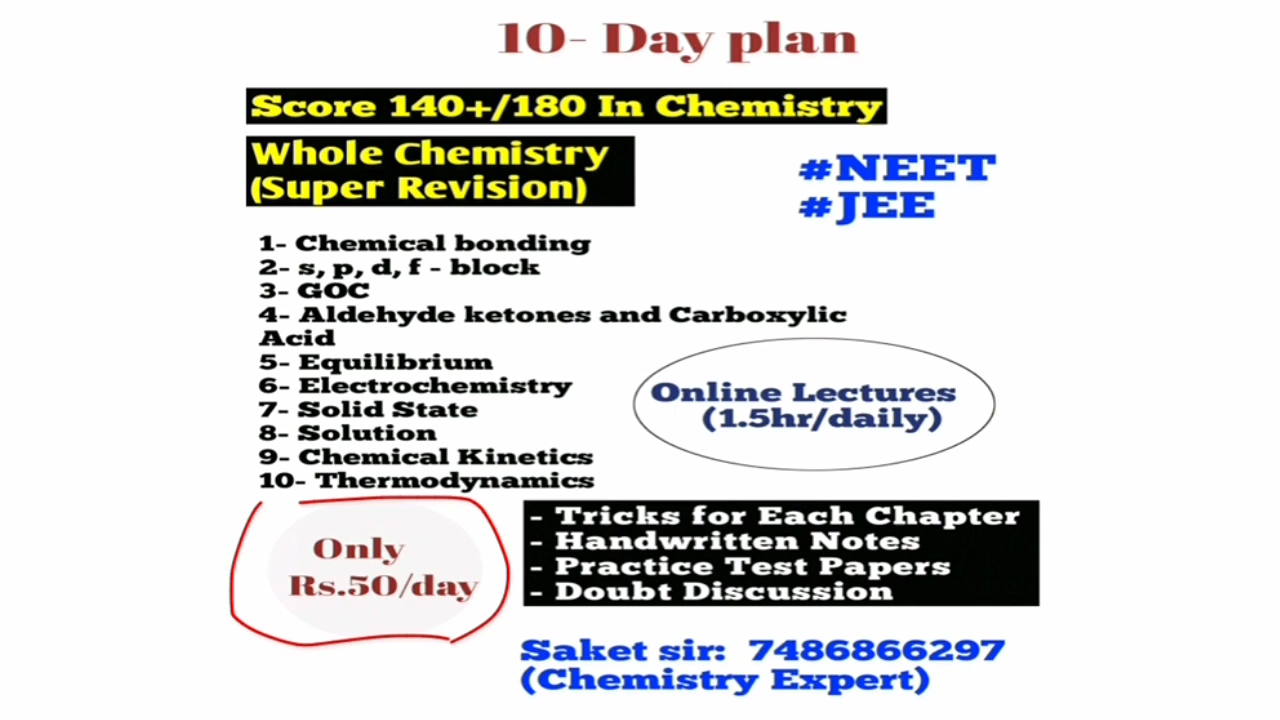 10- Day plan
Score 140+/180 In Chemistry
Whole Chemistry
(Super Revision)
#NEET
#JEE
1- Chemical bonding
2- s, p, d, f - block
3- GOC
4- Aldehyde ketones and Carboxylic
Acid
5- Equilibrium
6- Electrochemistry
7- Solid State
8- Solution
9- Chemical Kinetics
10- Thermodynamics
Online Lectures
(1.5hr/daily)
Only
Rs.50/day
- Tricks for Each Chapter
- Handwritten Notes
- Practice Test Papers
- Doubt Discussion
Saket sir: 7486866297
(Chemistry Expert)